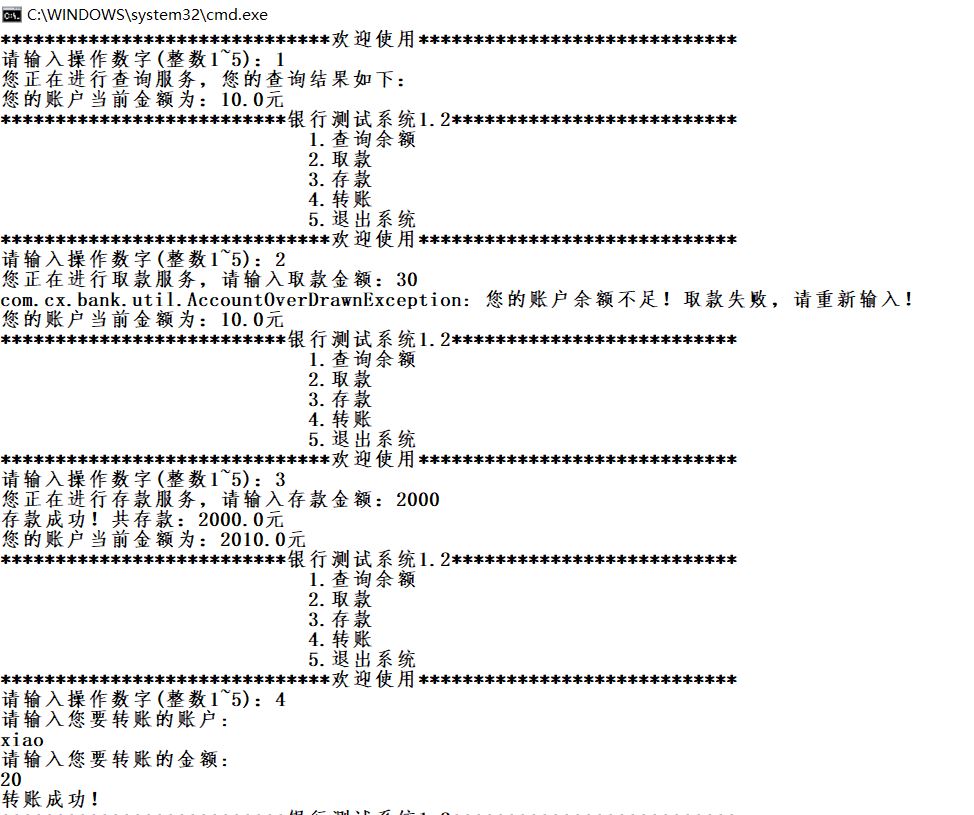 C:\WINDOWS\system32\cmd.exe
******************************欢迎使用*****************************
请输入操作数字(整数1~5)：1
您正在进行查询服务，您的查询结果如下：
您的账户当前金额为：10.0元
**************************银行测试系统1.2**************************
1.查询余额
2.取款
3.存款
4.转账
5.退出系统
******************************欢迎使用*****************************
请输入操作数字(整数1~5)：2
您正在进行取款服务，请输入取款金额：30
com.cx.bank.util.AccountOverDrawnException: 您的账户余额不足！取款失败，请重新输入！
您的账户当前金额为：10.0元
**************************银行测试系统1.2**************************
1.查询余额
2.取款
3.存款
4.转账
5.退出系统
******************************欢迎使用*****************************
请输入操作数字(整数1~5)：3
您正在进行存款服务，请输入存款金额：2000
存款成功！共存款：2000.0元
您的账户当前金额为：2010.0元
**************************银行测试系统1.2**************************
1.查询余额
2.取款
3.存款
4.转账
5.退出系统
******************************欢迎使用*****************************
请输入操作数字(整数1~5)：4
请输入您要转账的账户：
xiao
请输入您要转账的金额：
20
转账成功！
**************************银行测试系统1.2**************************